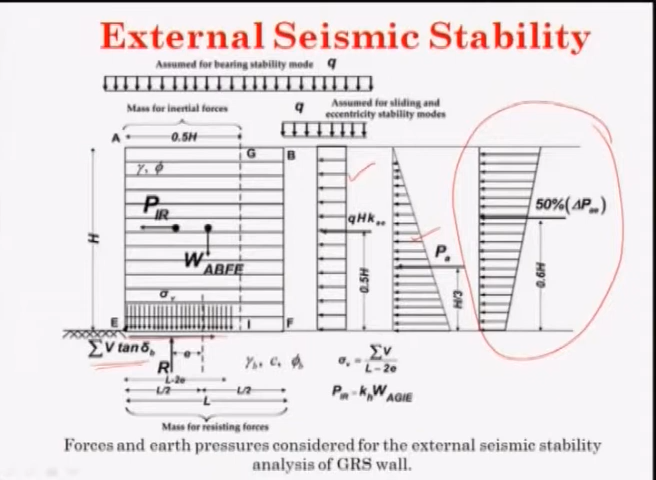 External Seismic Stability
Assumed for bearing stability mode q
Mass for inertial forces
q
Assumed for sliding and
eccentricity stability modes
A
0.5H
G
B
γ, ϕ
P_IR
W_ABFE
H
σ_v
E
I
F
ΣV tan δ_b
R
e
L-2e
L/2
L/2
L
Mass for resisting forces
γ_b, c, ϕ_b
qHk_ae
0.5H
P_a
H/3
50%(ΔP_ae)
0.6H
σ_v = ΣV / L – 2e
P_IR = k_h W_AGIE
Forces and earth pressures considered for the external seismic stability
analysis of GRS wall.